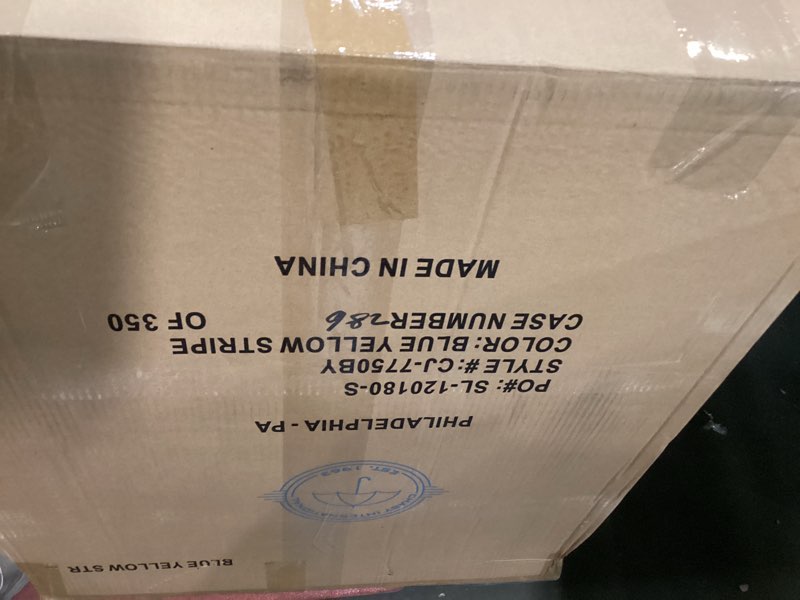 BLUE YELLOW STR
INTERNATIONAL
EST. 1963
PHILADELPHIA - PA
PO#: SL-120180-S
STYLE #: CJ-7750BY
COLOR: BLUE YELLOW STRIPE
CASE NUMBER 286 OF 350
MADE IN CHINA